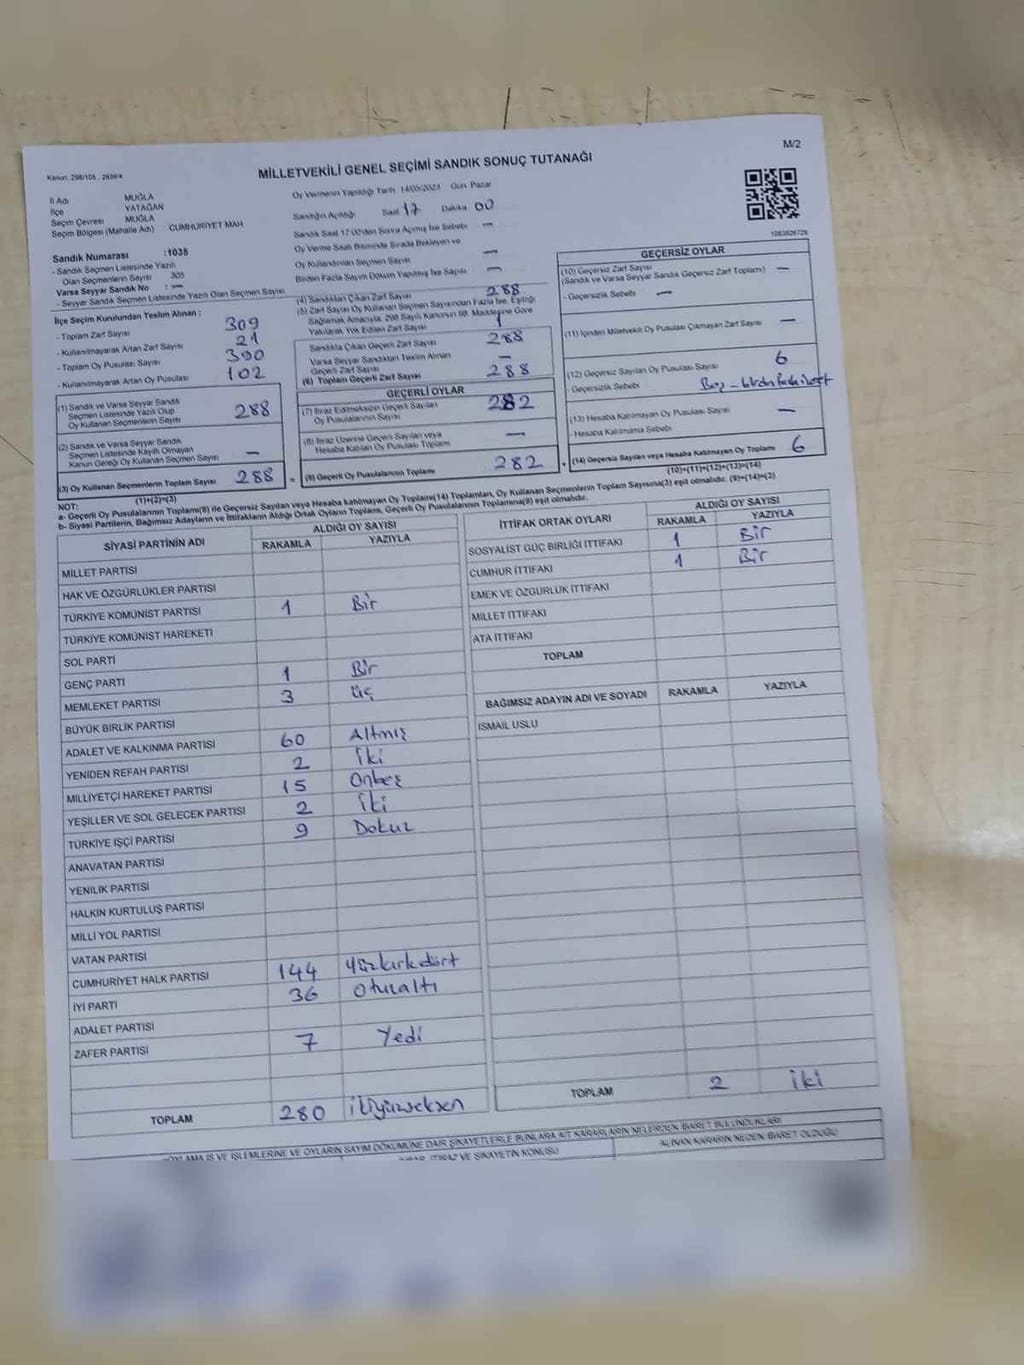 M/2
MİLLETVEKİLİ GENEL SEÇİMİ SANDIK SONUÇ TUTANAĞI
Kanun, 298/105 , 2839/4
İl Adı MUĞLA
İlçe YATAĞAN
Seçim Çevresi MUĞLA
Seçim Bölgesi (Mahalle Adı) CUMHURİYET MAH
Sandık Numarası :1035
- Sandık Seçmen Listesinde Yazılı
Olan Seçmenlerin Sayısı 305
Varsa Seyyar Sandık No : —
- Seyyar Sandık Seçmen Listesinde Yazılı Olan Seçmen Sayısı
Oy Vermenin Yapıldığı Tarih 14/05/2023 Gün Pazar
Sandığın Açıldığı Saat 17 Dakika 00
Sandık Saat 17:00'den Sonra Açılmış İse Sebebi —
Oy Verme Saati Bitiminde Sırada Bekleyen ve
Oy Kullandırılan Seçmen Sayısı —
Birden Fazla Sayım Döküm Yapılmış İse Sayısı —
1083826726
İlçe Seçim Kurulundan Teslim Alınan :
- Toplam Zarf Sayısı 309
- Kullanılmayarak Artan Zarf Sayısı 21
- Toplam Oy Pusulası Sayısı 390
- Kullanılmayarak Artan Oy Pusulası 102
(1) Sandık ve Varsa Seyyar Sandık
Seçmen Listesinde Yazılı Olup
Oy Kullanan Seçmenlerin Sayısı 288
(2) Sandık ve Varsa Seyyar Sandık
Seçmen Listesinde Kayıtlı Olmayan
Kanun Gereği Oy Kullanan Seçmen Sayısı —
(3) Oy Kullanan Seçmenlerin Toplam Sayısı 288
(1)+(2)=(3)
(4) Sandıktan Çıkan Zarf Sayısı 288
(5) Zarf Sayısı Oy Kullanan Seçmen Sayısından Fazla İse, Eşitliği
Sağlamak Amacıyla, 298 Sayılı Kanunun 98. Maddesine Göre
Yakılarak Yok Edilen Zarf Sayısı
Sandıkta Çıkan Geçerli Zarf Sayısı 288
Varsa Seyyar Sandıktan Teslim Alınan
Geçerli Zarf Sayısı —
(6) Toplam Geçerli Zarf Sayısı 288
GEÇERLİ OYLAR
(7) İtiraz Edilmeksizin Geçerli Sayılan
Oy Pusulalarının Sayısı 282
(8) İtiraz Üzerine Geçerli Sayılan veya
Hesaba Katılan Oy Pusulası Toplamı —
(9) Geçerli Oy Pusulalarının Toplamı 282
GEÇERSİZ OYLAR
(10) Geçersiz Zarf Sayısı —
(Sandık ve Varsa Seyyar Sandık Geçersiz Zarf Toplamı)
- Geçersizlik Sebebi —
(11) İçinden Milletvekili Oy Pusulası Çıkmayan Zarf Sayısı —
(12) Geçersiz Sayılan Oy Pusulası Sayısı 6
- Geçersizlik Sebebi Boş -
(13) Hesaba Katılmayan Oy Pusulası Sayısı —
- Hesaba Katılmama Sebebi
(14) Geçersiz Sayılan veya Hesaba Katılmayan Oy Toplamı 6
(10)+(11)+(12)+(13)=(14)
NOT:
a- Geçerli Oy Pusulalarının Toplamı(9) ile Geçersiz Sayılan veya Hesaba katılmayan Oy Toplamı(14) Toplamları, Oy Kullanan Seçmenlerin Toplam Sayısına(3) eşit olmalıdır. (9)+(14)=(3)
b- Siyasi Partilerin, Bağımsız Adayların ve İttifakların Aldığı Ortak Oyların Toplamı, Geçerli Oy Pusulalarının Toplamına(9) eşit olmalıdır.
SİYASİ PARTİNİN ADI ALDIĞI OY SAYISI
RAKAMLA YAZIYLA
MİLLET PARTİSİ
HAK VE ÖZGÜRLÜKLER PARTİSİ
TÜRKİYE KOMÜNİST PARTİSİ 1 Bir
TÜRKİYE KOMÜNİST HAREKETİ
SOL PARTİ
GENÇ PARTİ 1 Bir
MEMLEKET PARTİSİ 3 üç
BÜYÜK BİRLİK PARTİSİ
ADALET VE KALKINMA PARTİSİ 60 Altmış
YENİDEN REFAH PARTİSİ 2 İki
MİLLİYETÇİ HAREKET PARTİSİ 15 Onbeş
YEŞİLLER VE SOL GELECEK PARTİSİ 2 İki
TÜRKİYE İŞÇİ PARTİSİ 9 Dokuz
ANAVATAN PARTİSİ
YENİLİK PARTİSİ
HALKIN KURTULUŞ PARTİSİ
MİLLİ YOL PARTİSİ
VATAN PARTİSİ
CUMHURİYET HALK PARTİSİ 144 Yüzkırkdört
İYİ PARTİ 36 Otuzaltı
ADALET PARTİSİ
ZAFER PARTİSİ 7 Yedi
TOPLAM 280 ikiyüzseksen
İTTİFAK ORTAK OYLARI ALDIĞI OY SAYISI
RAKAMLA YAZIYLA
SOSYALİST GÜÇ BİRLİĞİ İTTİFAKI 1 Bir
CUMHUR İTTİFAKI 1 Bir
EMEK VE ÖZGÜRLÜK İTTİFAKI
MİLLET İTTİFAKI
ATA İTTİFAKI
TOPLAM
BAĞIMSIZ ADAYIN ADI VE SOYADI RAKAMLA YAZIYLA
İSMAİL USLU
TOPLAM 2 iki
OYLAMA İŞ VE İŞLEMLERİNE VE OYLARIN SAYIM DÖKÜMÜNE DAİR ŞİKAYETLERLE BUNLARA AİT KARARLARIN NELERDEN İBARET BULUNDUKLARI
İTİRAZ VE ŞİKAYETİN KONUSU ALINAN KARARIN NEDEN İBARET OLDUĞU